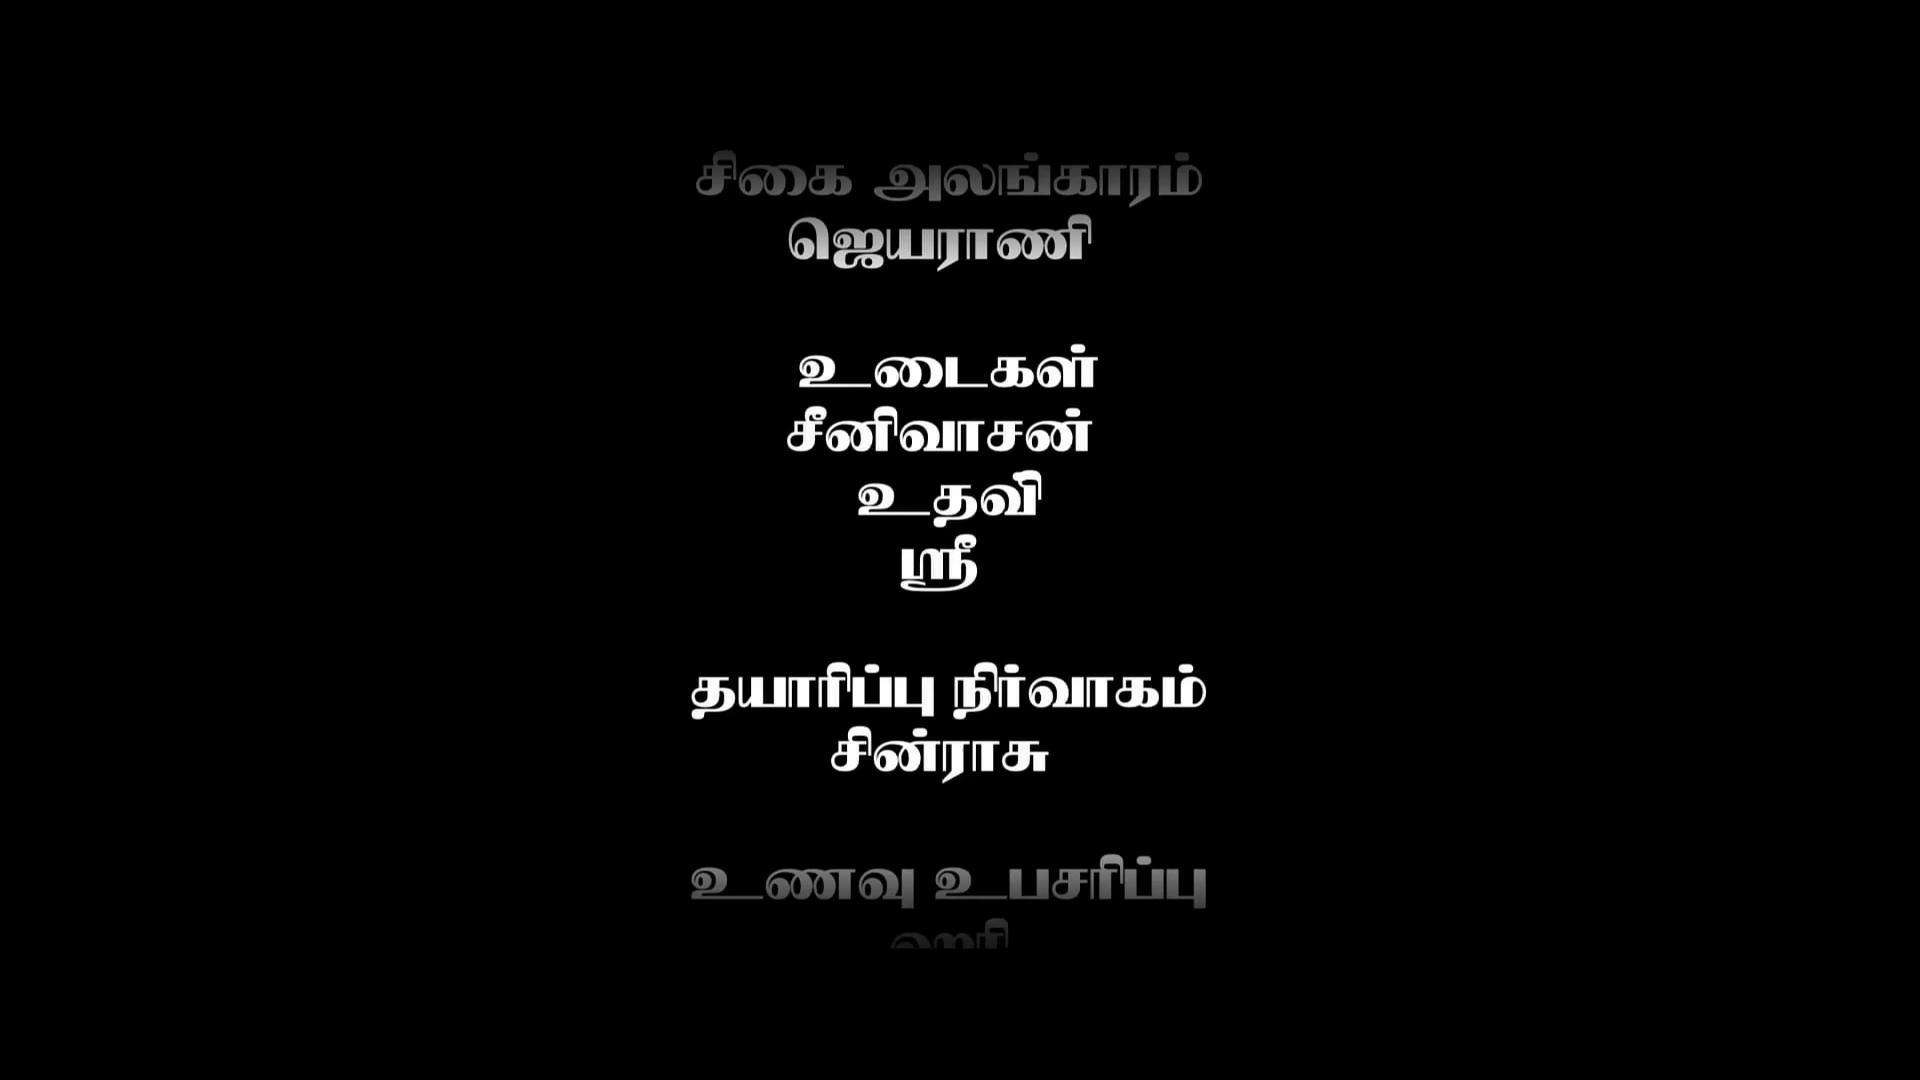 சிகை அலங்காரம்
ஜெயராணி
உடைகள்
சீனிவாசன்
உதவி
ஸ்ரீ
தயாரிப்பு நிர்வாகம்
சின்ராசு
உணவு உபசரிப்பு